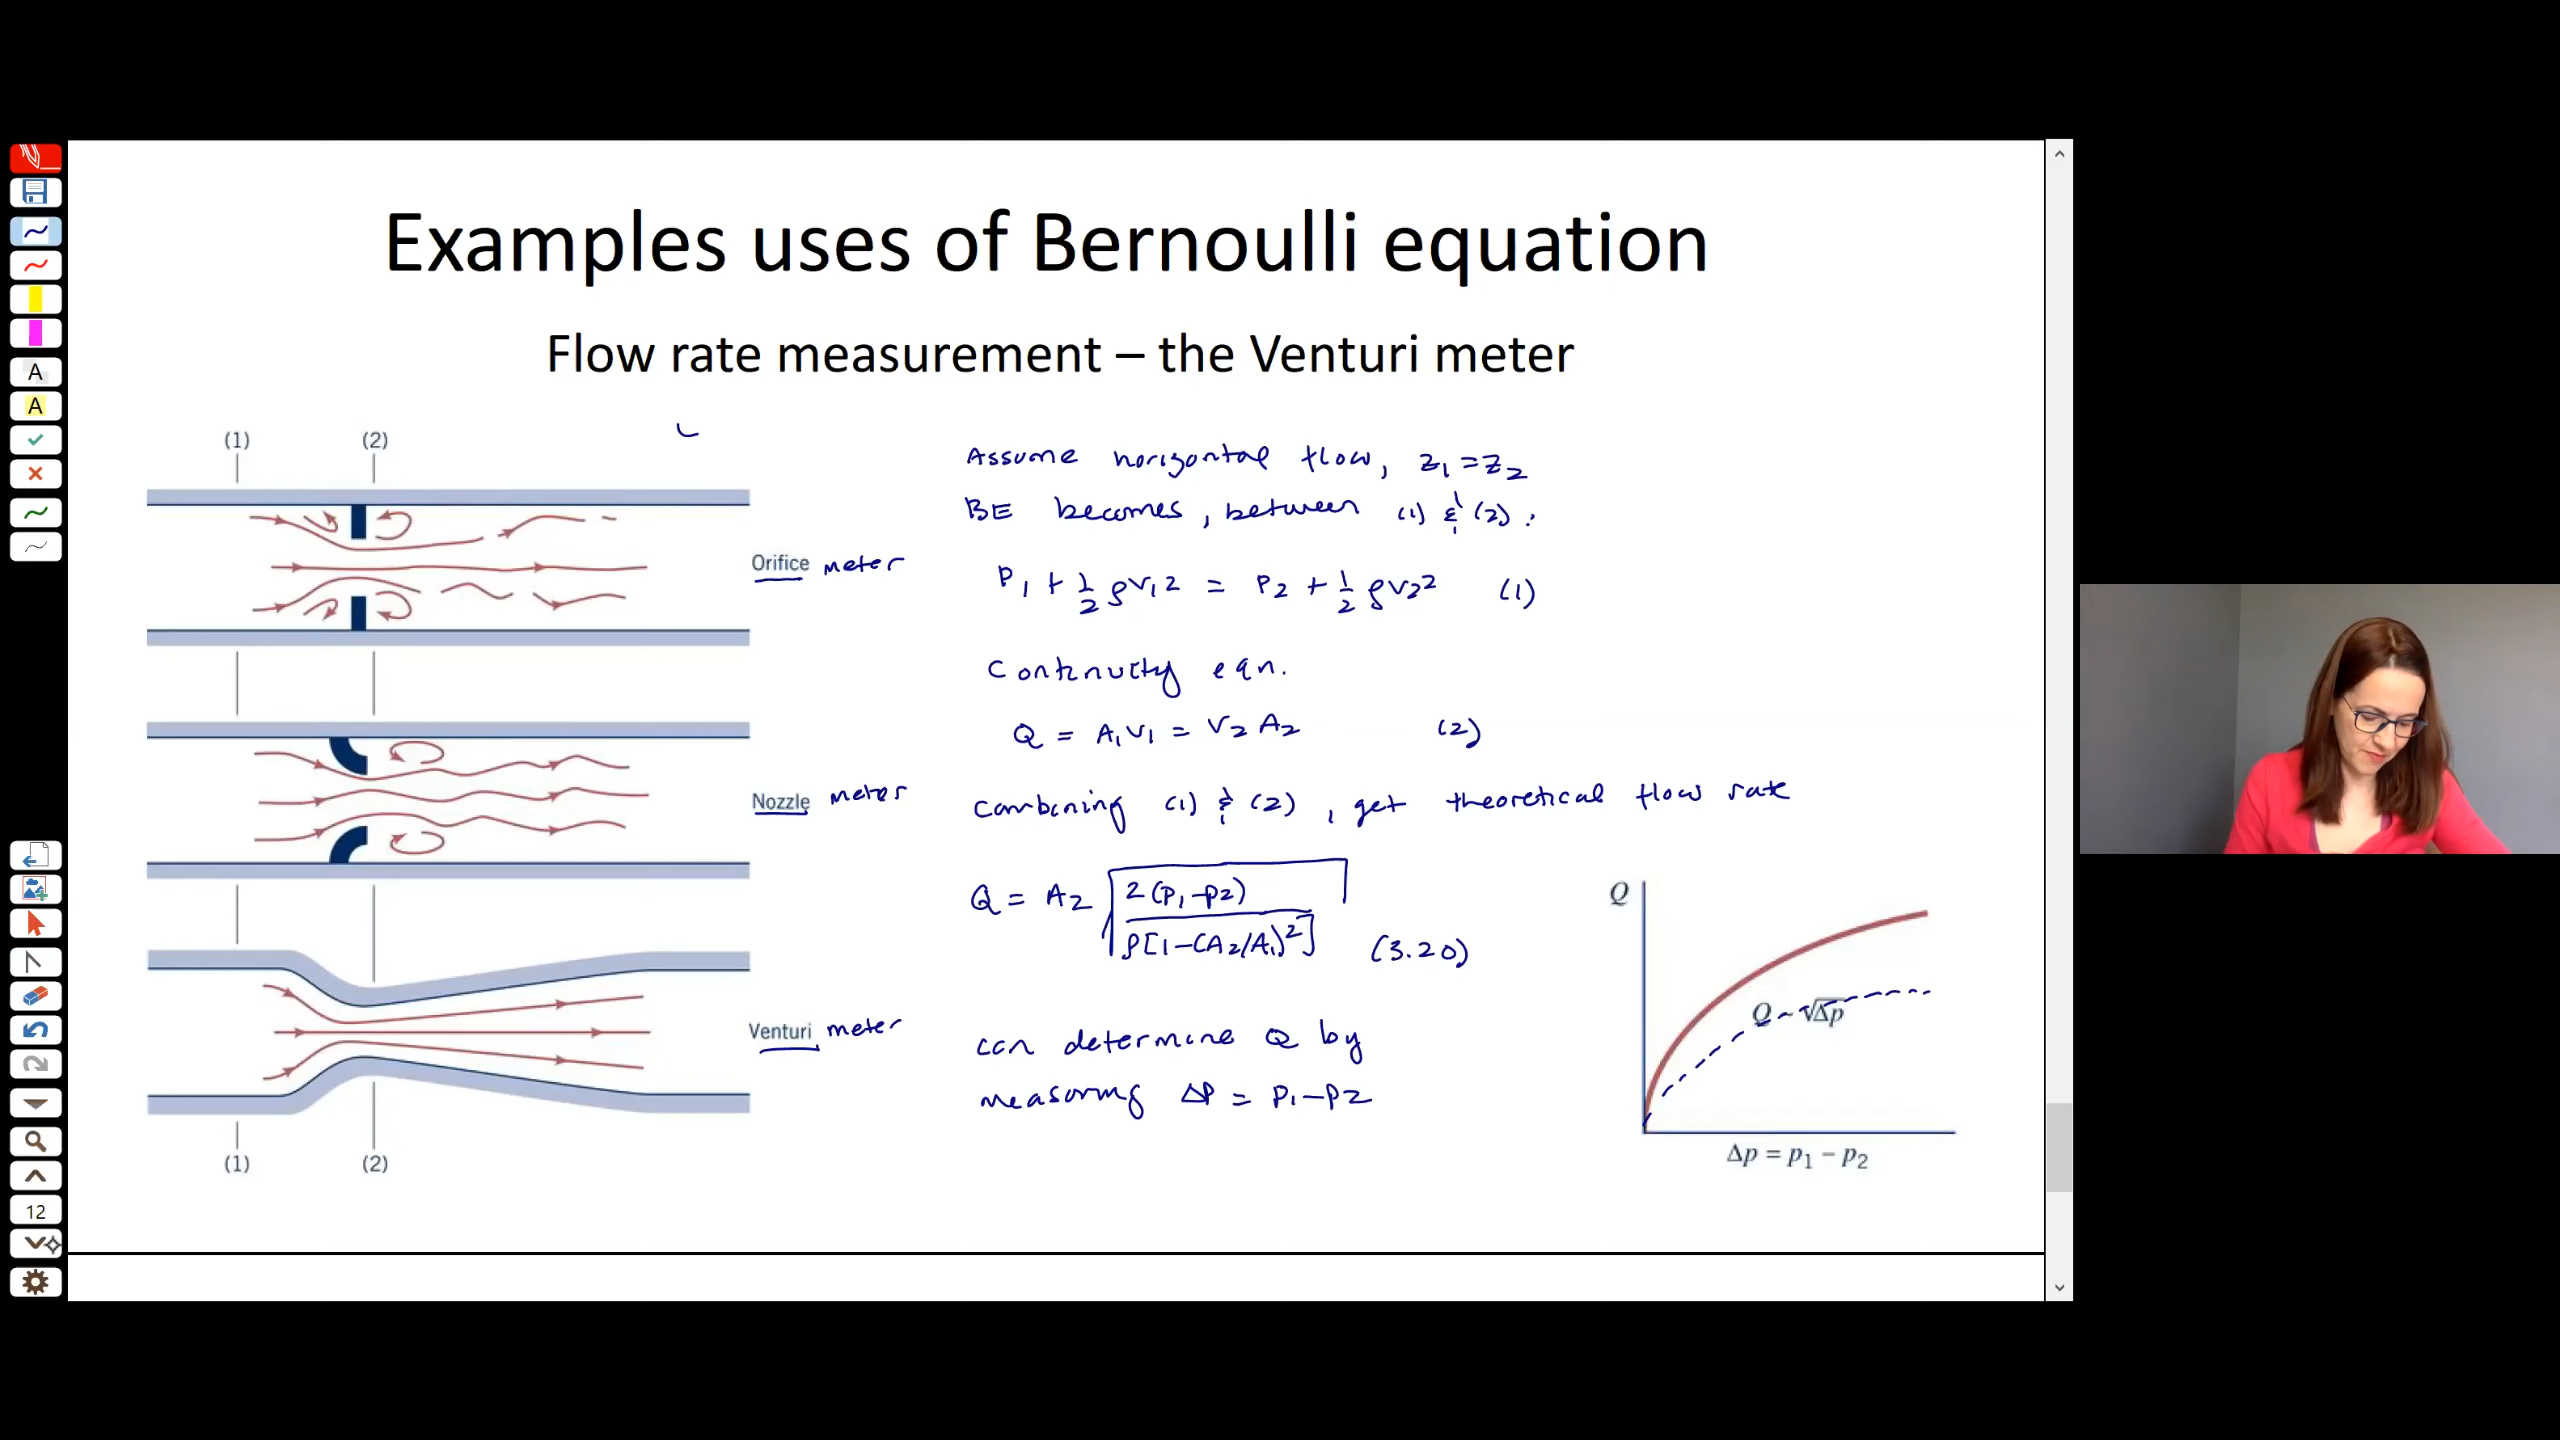 Examples uses of Bernoulli equation
Flow rate measurement – the Venturi meter
(1) (2)
Orifice meter
Nozzle meter
Venturi meter
(1) (2)
Assume horizontal flow, z₁ = z₂
BE becomes, between (1) & (2):
P₁ + 1/2 ρv₁² = P₂ + 1/2 ρv₂² (1)
Continuity eqn.
Q = A₁V₁ = V₂A₂ (2)
Combining (1) & (2), get theoretical flow rate
Q = A₂ √(2(p₁-p₂) / ρ[1-(A₂/A₁)²]) (3.20)
can determine Q by
measuring Δp = p₁-p₂
Q
Q ~ √Δp
Δp = p₁ – p₂
A
A
12